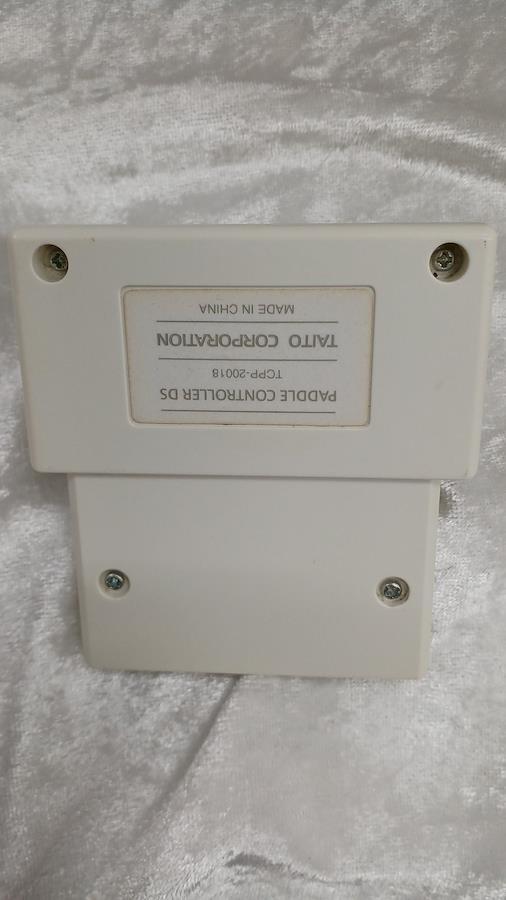 PADDLE CONTROLLER DS
TCPP-20018
TAITO CORPORATION
MADE IN CHINA